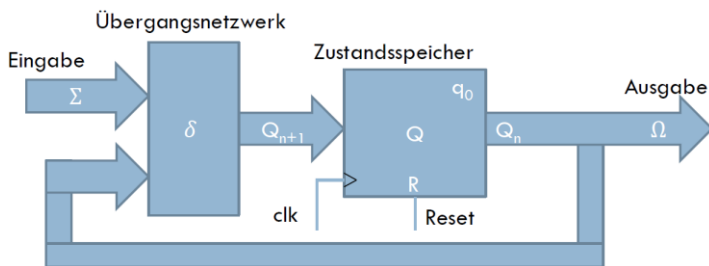 Übergangsnetzwerk
Eingabe
Zustandsspeicher
Ausgabe
Σ
δ
Qn+1
q0
Q
Qn
Ω
R
clk
Reset